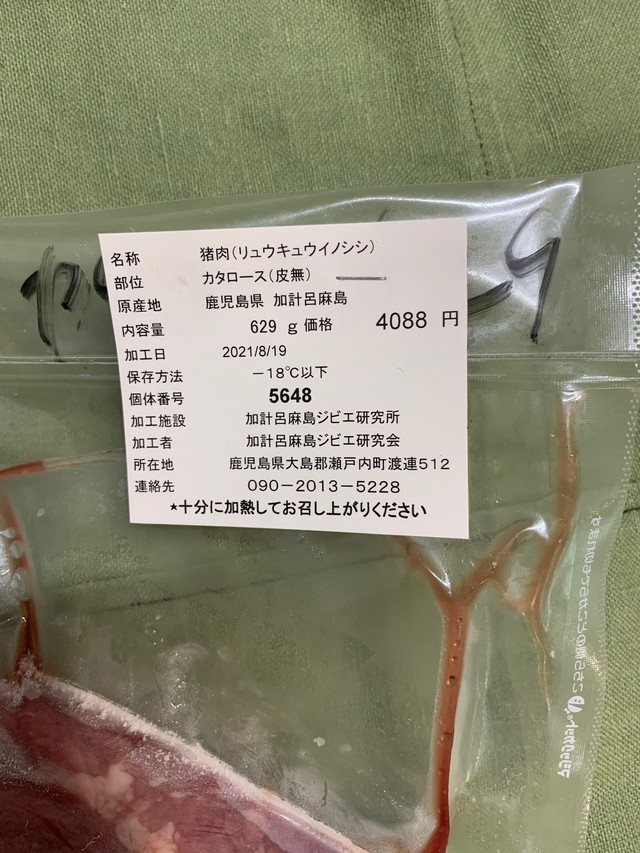 名称 猪肉(リュウキュウイノシシ)
部位 カタロース(皮無)
原産地 鹿児島県 加計呂麻島
内容量 629 g 価格 4088 円
加工日 2021/8/19
保存方法 －18℃以下
個体番号 5648
加工施設 加計呂麻島ジビエ研究所
加工者 加計呂麻島ジビエ研究会
所在地 鹿児島県大島郡瀬戸内町渡連512
連絡先 090－2013－5228
★十分に加熱してお召し上がりください